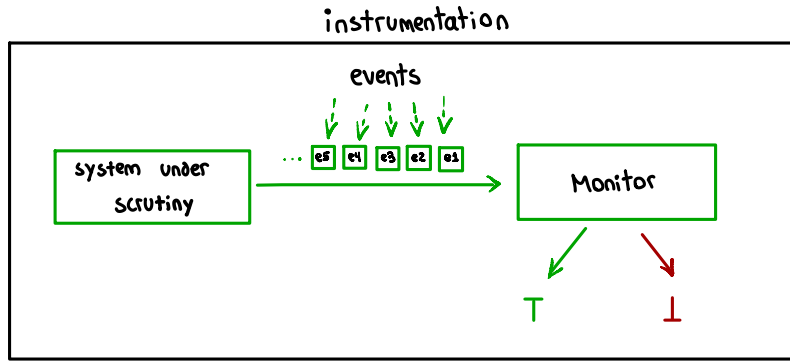 instrumentation
events
... e5 e4 e3 e2 e1
system under
scrutiny
Monitor
⊤ ⊥